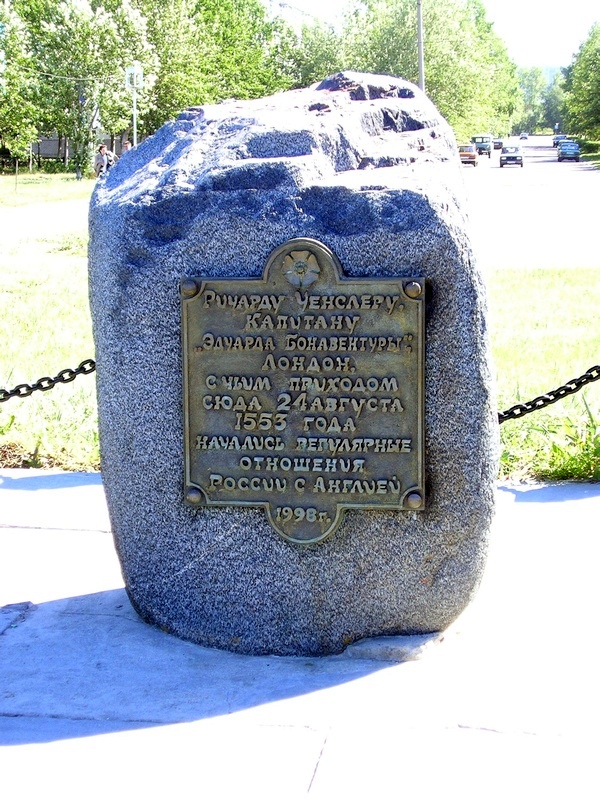 Ричарду Ченслеру,
капитану
„Эдуарда Бонавентуры",
Лондон,
с чьим приходом
сюда 24 августа
1553 года
начались регулярные
отношения
России с Англией
1998 г.